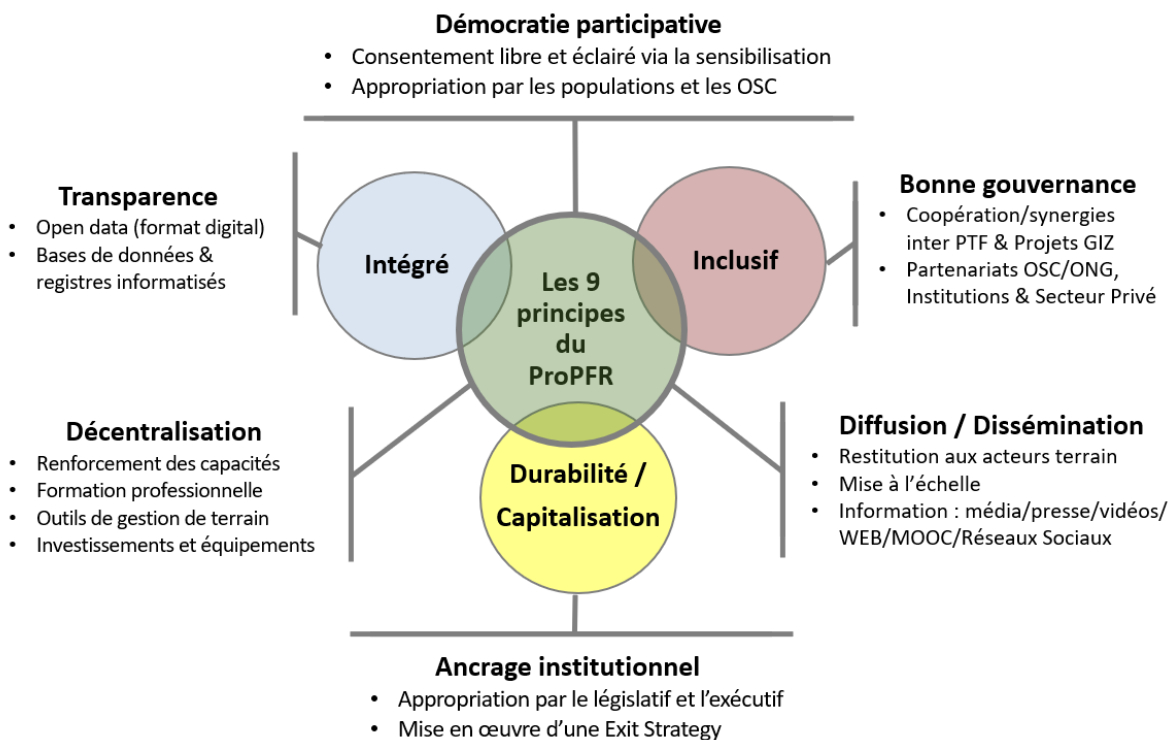 Démocratie participative
• Consentement libre et éclairé via la sensibilisation
• Appropriation par les populations et les OSC
Transparence
• Open data (format digital)
• Bases de données &
registres informatisés
Intégré
Inclusif
Bonne gouvernance
• Coopération/synergies
inter PTF & Projets GIZ
• Partenariats OSC/ONG,
Institutions & Secteur Privé
Les 9
principes
du
ProPFR
Décentralisation
• Renforcement des capacités
• Formation professionnelle
• Outils de gestion de terrain
• Investissements et équipements
Durabilité /
Capitalisation
Diffusion / Dissémination
• Restitution aux acteurs terrain
• Mise à l’échelle
• Information : média/presse/vidéos/
WEB/MOOC/Réseaux Sociaux
Ancrage institutionnel
• Appropriation par le législatif et l’exécutif
• Mise en œuvre d’une Exit Strategy